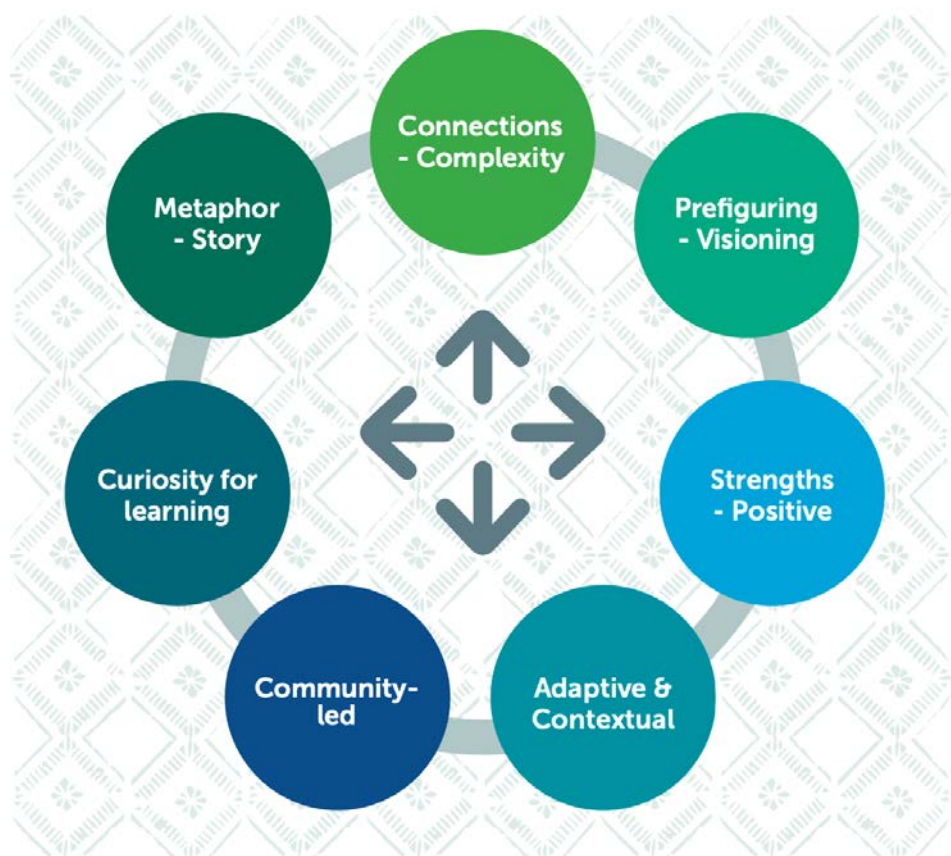 Connections
- Complexity
Prefiguring
- Visioning
Strengths
- Positive
Adaptive &
Contextual
Community-
led
Curiosity for
learning
Metaphor
- Story